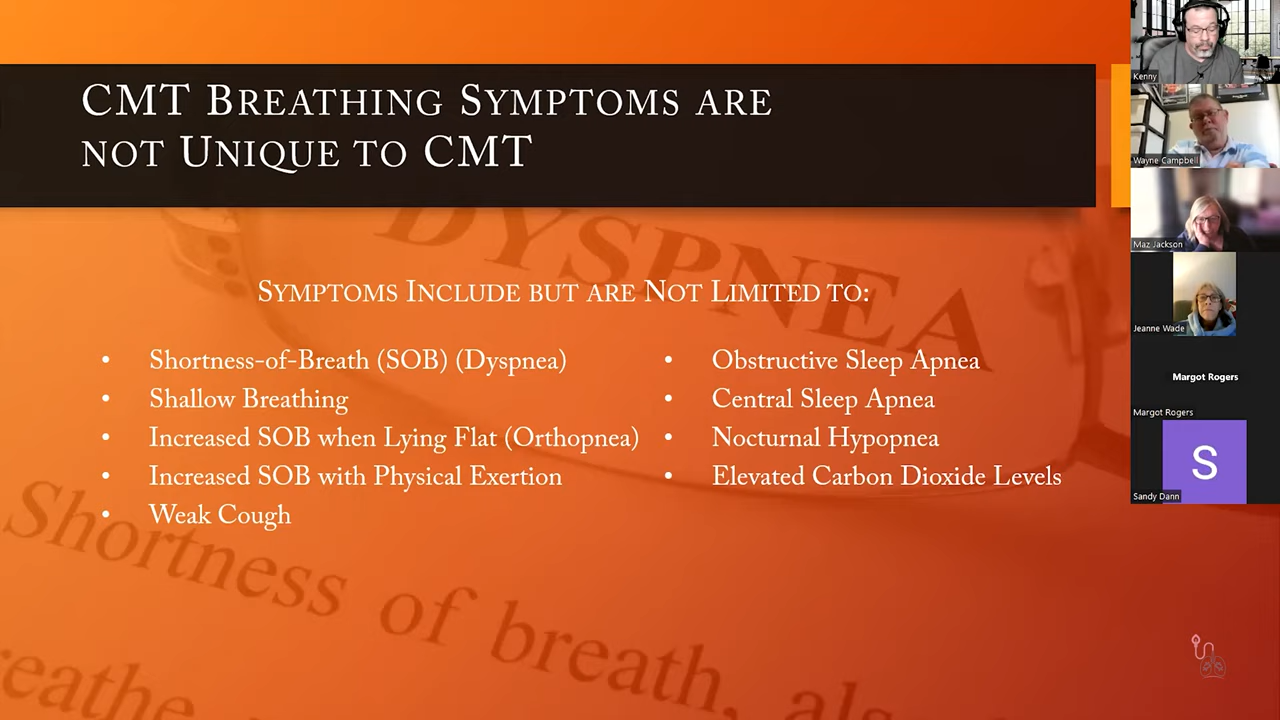 CMT Breathing Symptoms are
not Unique to CMT
DYSPNEA
Symptoms Include but are Not Limited to:
• Shortness-of-Breath (SOB) (Dyspnea)
• Shallow Breathing
• Increased SOB when Lying Flat (Orthopnea)
• Increased SOB with Physical Exertion
• Weak Cough
• Obstructive Sleep Apnea
• Central Sleep Apnea
• Nocturnal Hypopnea
• Elevated Carbon Dioxide Levels
Shortness of breath, als
reathe
Kenny
Wayne Campbell
Maz Jackson
Jeanne Wade
Margot Rogers
Margot Rogers
S
Sandy Dann